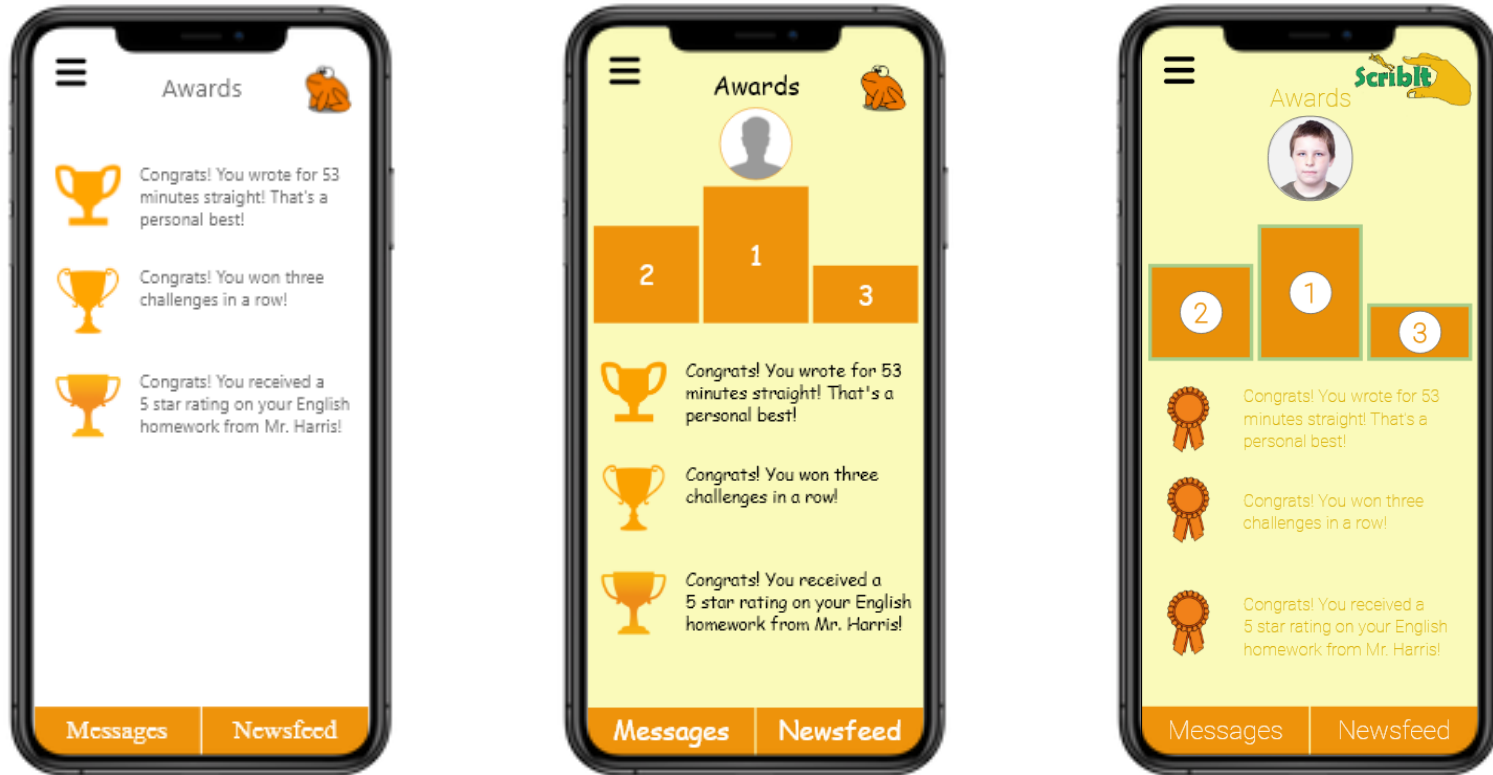 Awards
Congrats! You wrote for 53
minutes straight! That's a
personal best!
Congrats! You won three
challenges in a row!
Congrats! You received a
5 star rating on your English
homework from Mr. Harris!
Messages
Newsfeed
Awards
2
1
3
Congrats! You wrote for 53
minutes straight! That's a
personal best!
Congrats! You won three
challenges in a row!
Congrats! You received a
5 star rating on your English
homework from Mr. Harris!
Messages
Newsfeed
ScribIt
Awards
2
1
3
Congrats! You wrote for 53
minutes straight! That's a
personal best!
Congrats! You won three
challenges in a row!
Congrats! You received a
5 star rating on your English
homework from Mr. Harris!
Messages
Newsfeed